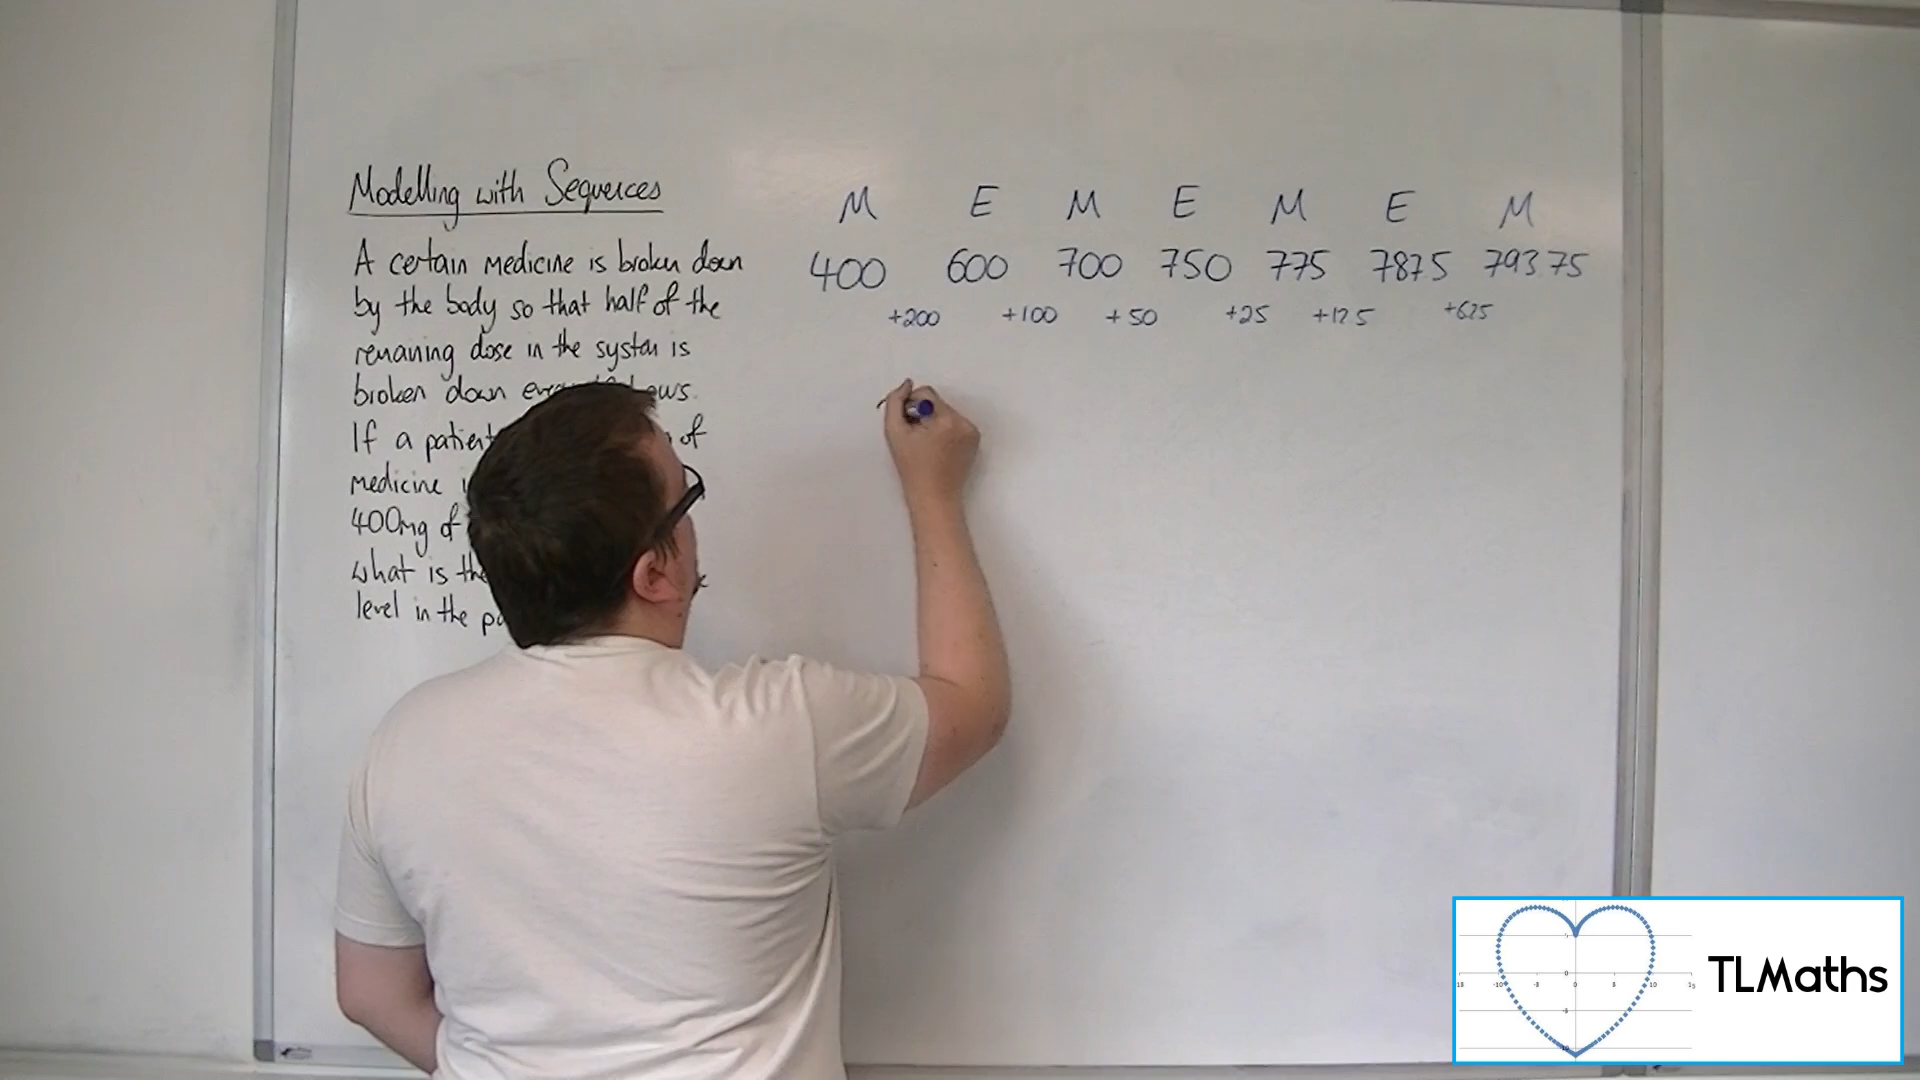 Modelling with Sequences
A certain medicine is broken down
by the body so that half of the
remaining dose in the system is
broken down
If a patient of
medicine
400mg of
what is the
level in the
M E M E M E M
400 600 700 750 775 787.5 793.75
+200 +100 +50 +25 +12.5 +6.25
TLMaths